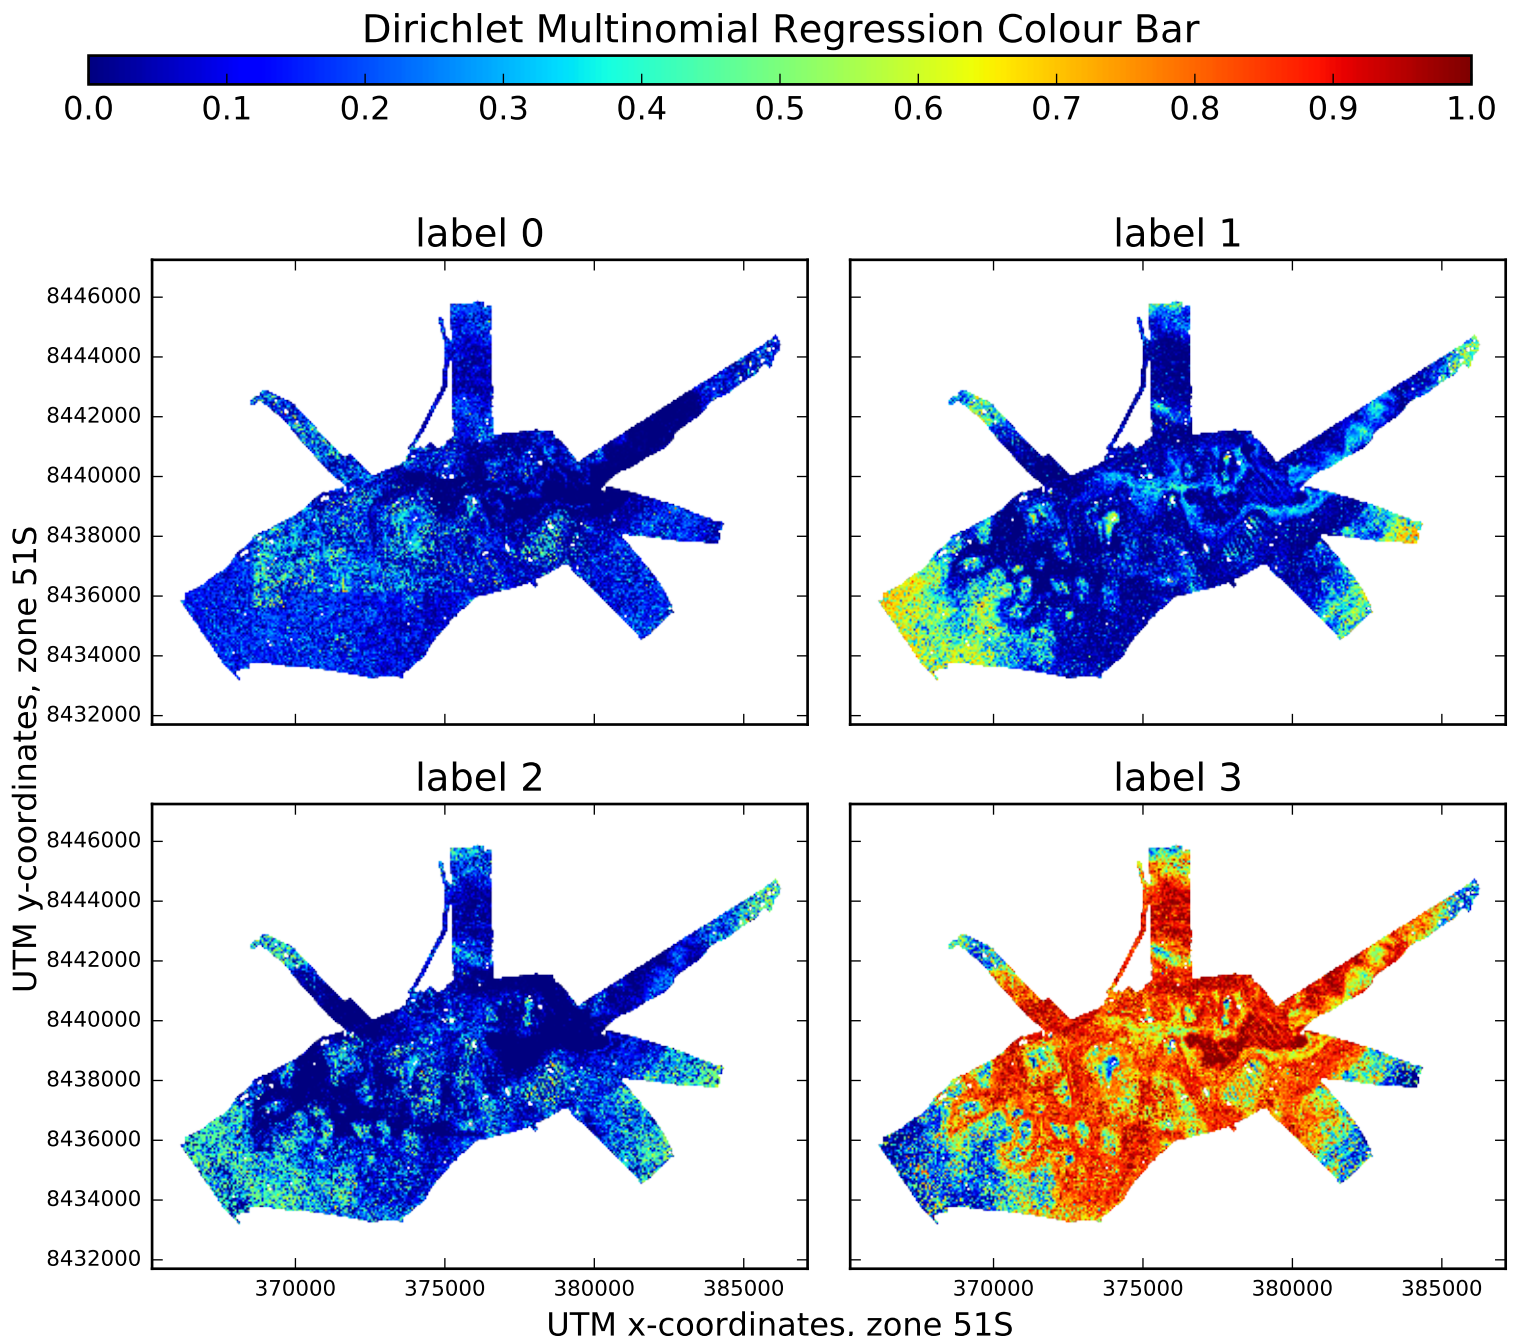 Dirichlet Multinomial Regression Colour Bar
0.0 0.1 0.2 0.3 0.4 0.5 0.6 0.7 0.8 0.9 1.0
label 0
label 1
8446000
8444000
8442000
8440000
8438000
8436000
8434000
8432000
label 2
label 3
8446000
8444000
8442000
8440000
8438000
8436000
8434000
8432000
370000 375000 380000 385000
370000 375000 380000 385000
UTM y-coordinates, zone 51S
UTM x-coordinates, zone 51S